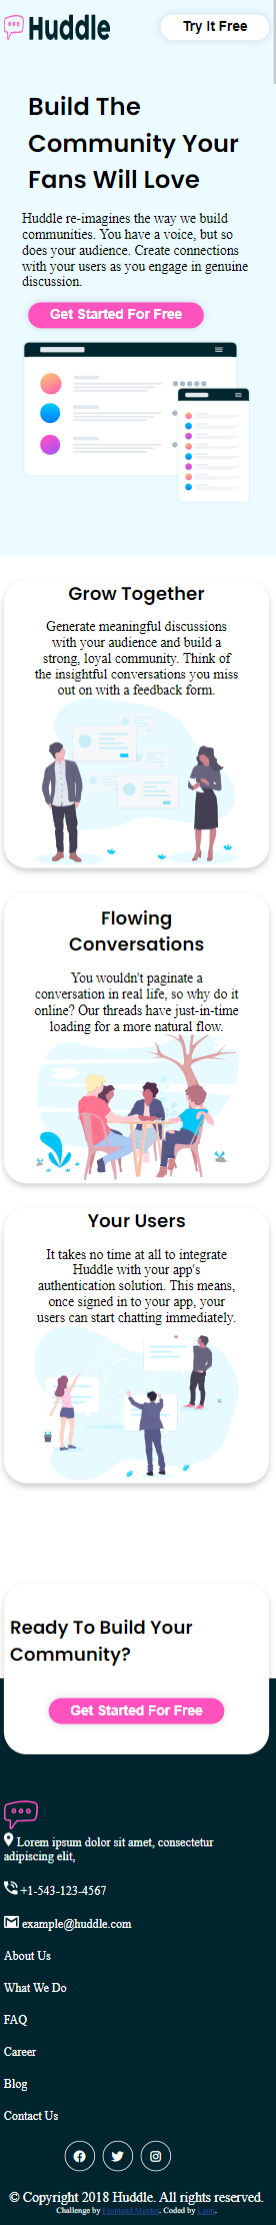 Huddle
Try It Free
Build The
Community Your
Fans Will Love
Huddle re-imagines the way we build
communities. You have a voice, but so
does your audience. Create connections
with your users as you engage in genuine
discussion.
Get Started For Free
Grow Together
Generate meaningful discussions
with your audience and build a
strong, loyal community. Think of
the insightful conversations you miss
out on with a feedback form.
Flowing
Conversations
You wouldn't paginate a
conversation in real life, so why do it
online? Our threads have just-in-time
loading for a more natural flow.
Your Users
It takes no time at all to integrate
Huddle with your app's
authentication solution. This means,
once signed in to your app, your
users can start chatting immediately.
Ready To Build Your
Community?
Get Started For Free
Lorem ipsum dolor sit amet, consectetur
adipiscing elit,
+1-543-123-4567
example@huddle.com
About Us
What We Do
FAQ
Career
Blog
Contact Us
© Copyright 2018 Huddle. All rights reserved.
Challenge by Frontend Mentor. Coded by